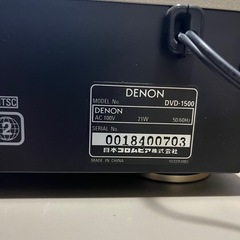 DENON
MODEL No. DVD-1500
DENON
AC 100V 21W 50/60Hz
SERIAL No.
0018400703
日本コロムビア株式会社
MADE IN CHINA
NTSC
2